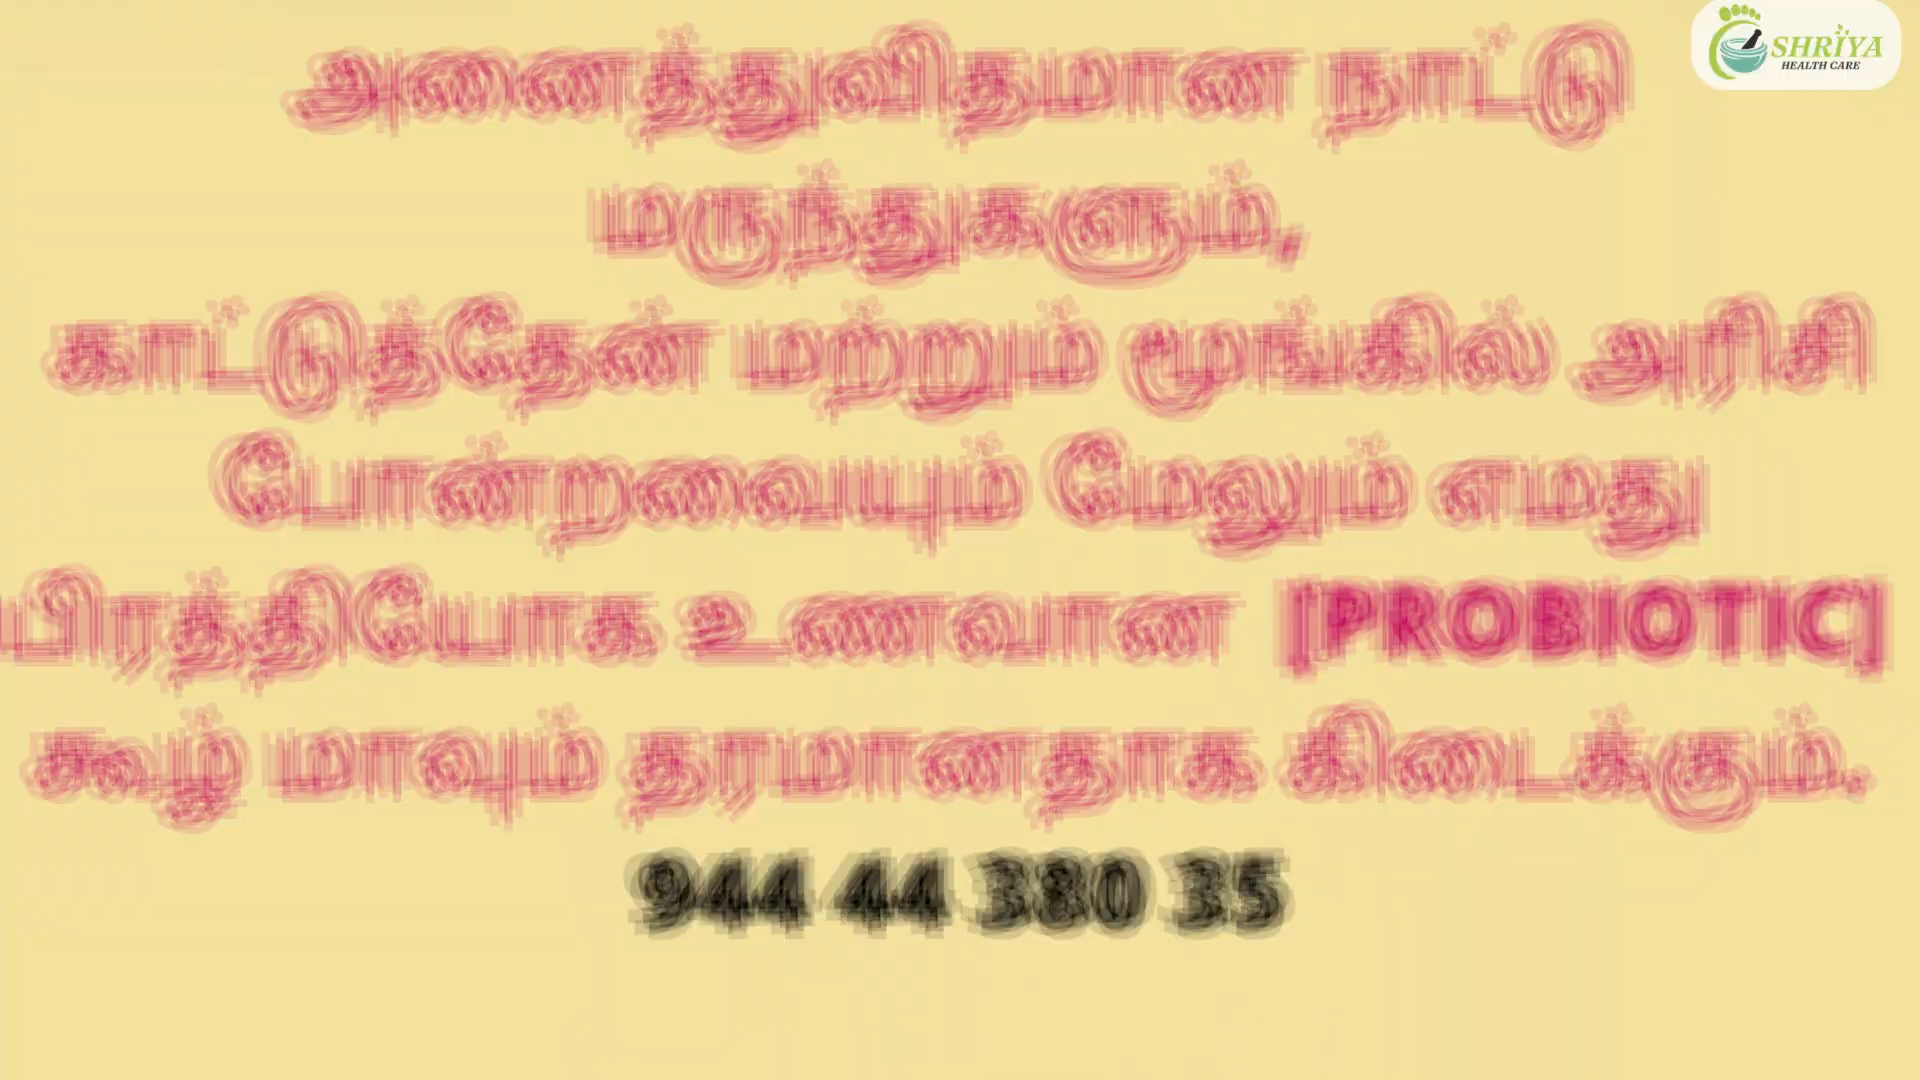 SHRIYA
HEALTH CARE
அனைத்துவிதமான நாட்டு
மருந்துகளும்,
காட்டுத்தேன் மற்றும் மூங்கில் அரிசி
போன்றவையும் மேலும் எமது
பிரத்தியோக உணவான [PROBIOTIC]
கூழ் மாவும் தரமானதாக கிடைக்கும்.
944 44 380 35